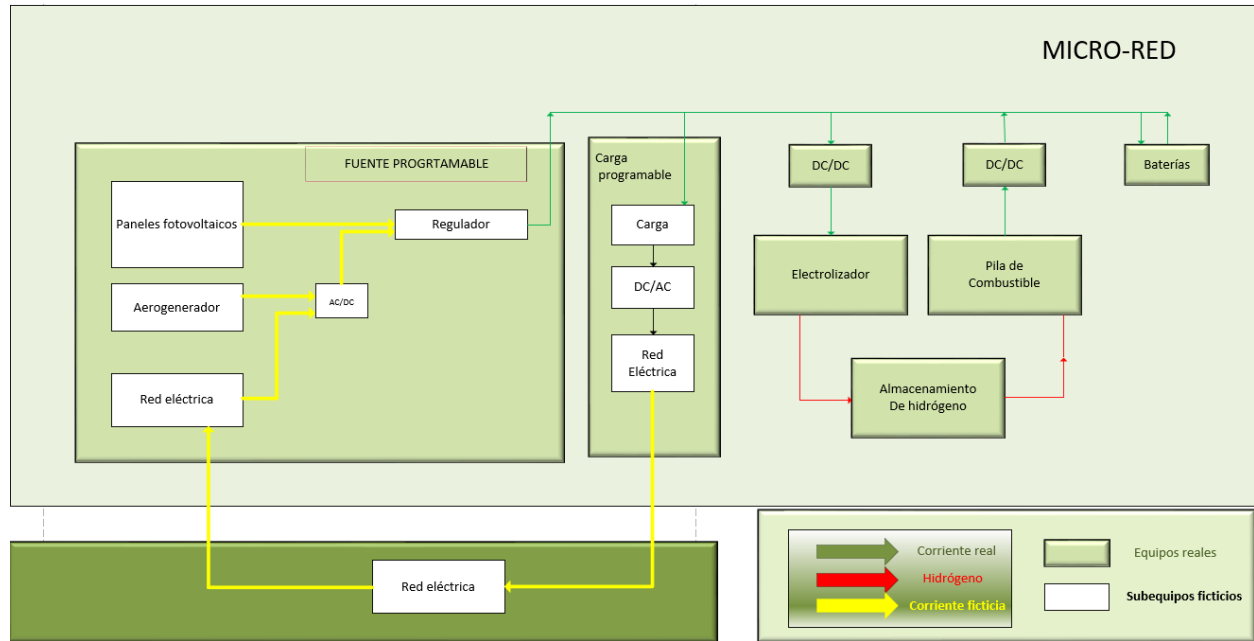 MICRO-RED
FUENTE PROGRTAMABLE
Paneles fotovoltaicos
Regulador
Aerogenerador
AC/DC
Red eléctrica
Carga
programable
Carga
DC/AC
Red
Eléctrica
DC/DC
DC/DC
Baterías
Electrolizador
Pila de
Combustible
Almacenamiento
De hidrógeno
Red eléctrica
Corriente real
Hidrógeno
Corriente ficticia
Equipos reales
Subequipos ficticios